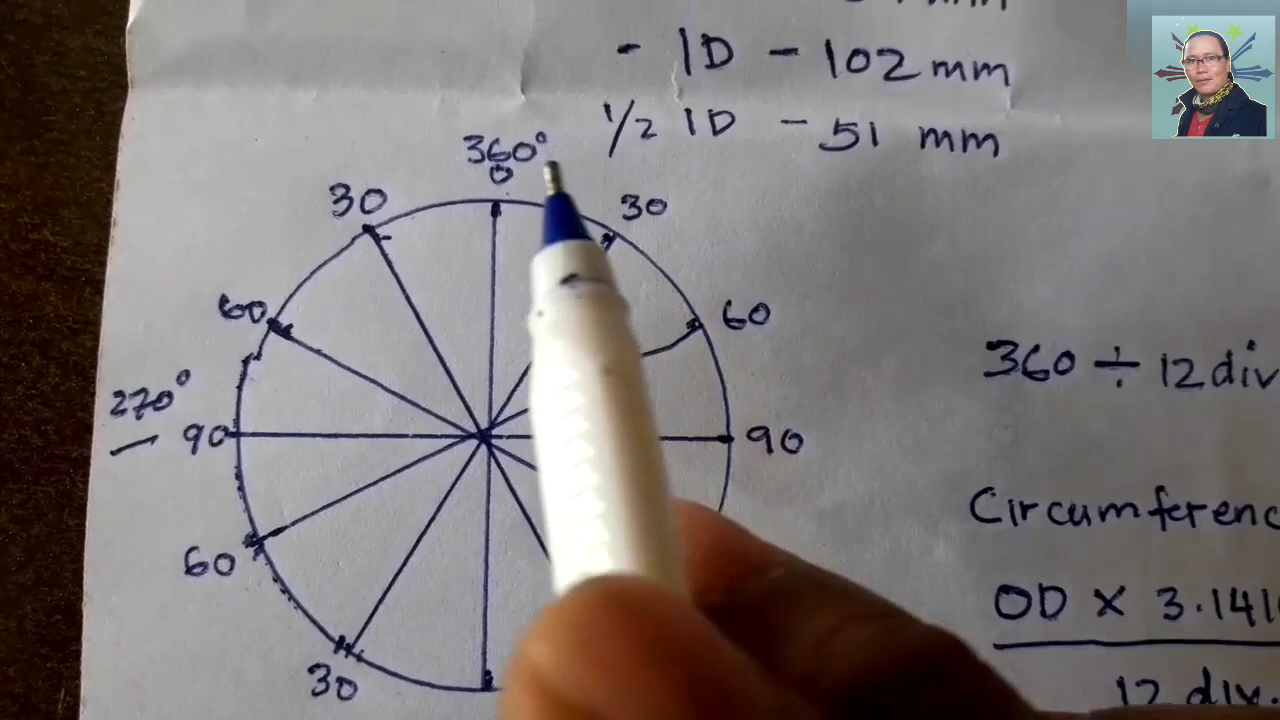 - ID - 102 mm
1/2 ID - 51 mm
360°
0
30
30
60
60
270°
90
90
60
30
360 ÷ 12 div
Circumferenc
OD × 3.141
12 div.